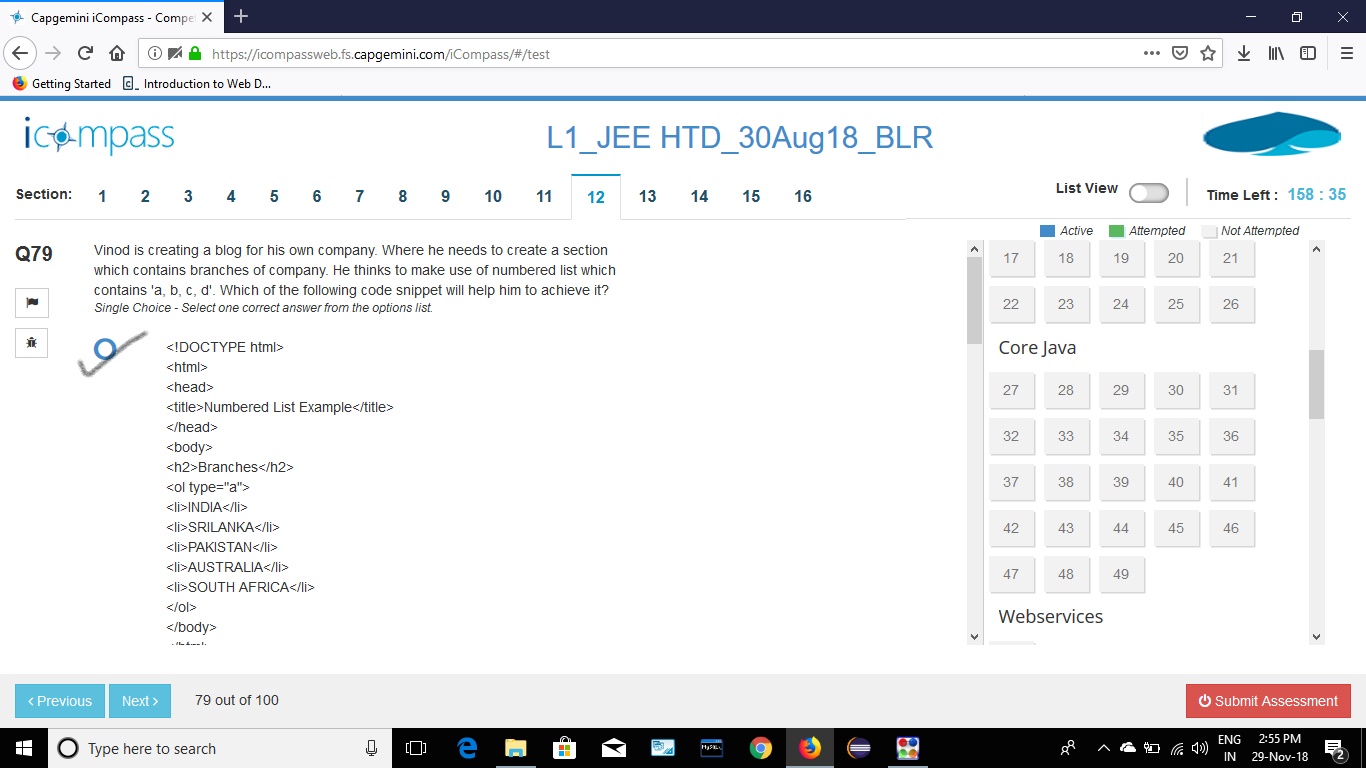 Capgemini iCompass - Compe
https://icompassweb.fs.capgemini.com/iCompass/#/test
Getting Started
Introduction to Web D...
icompass
L1_JEE HTD_30Aug18_BLR
Section:
1 2 3 4 5 6 7 8 9 10 11 12 13 14 15 16
List View
Time Left : 158 : 35
Active Attempted Not Attempted
Q79
Vinod is creating a blog for his own company. Where he needs to create a section
which contains branches of company. He thinks to make use of numbered list which
contains 'a, b, c, d'. Which of the following code snippet will help him to achieve it?
Single Choice - Select one correct answer from the options list.
<!DOCTYPE html>
<html>
<head>
<title>Numbered List Example</title>
</head>
<body>
<h2>Branches</h2>
<ol type="a">
<li>INDIA</li>
<li>SRILANKA</li>
<li>PAKISTAN</li>
<li>AUSTRALIA</li>
<li>SOUTH AFRICA</li>
</ol>
</body>
</html>
17 18 19 20 21
22 23 24 25 26
Core Java
27 28 29 30 31
32 33 34 35 36
37 38 39 40 41
42 43 44 45 46
47 48 49
Webservices
Previous
Next
79 out of 100
Submit Assessment
Type here to search
MySQL
ENG
IN
2:55 PM
29-Nov-18
2